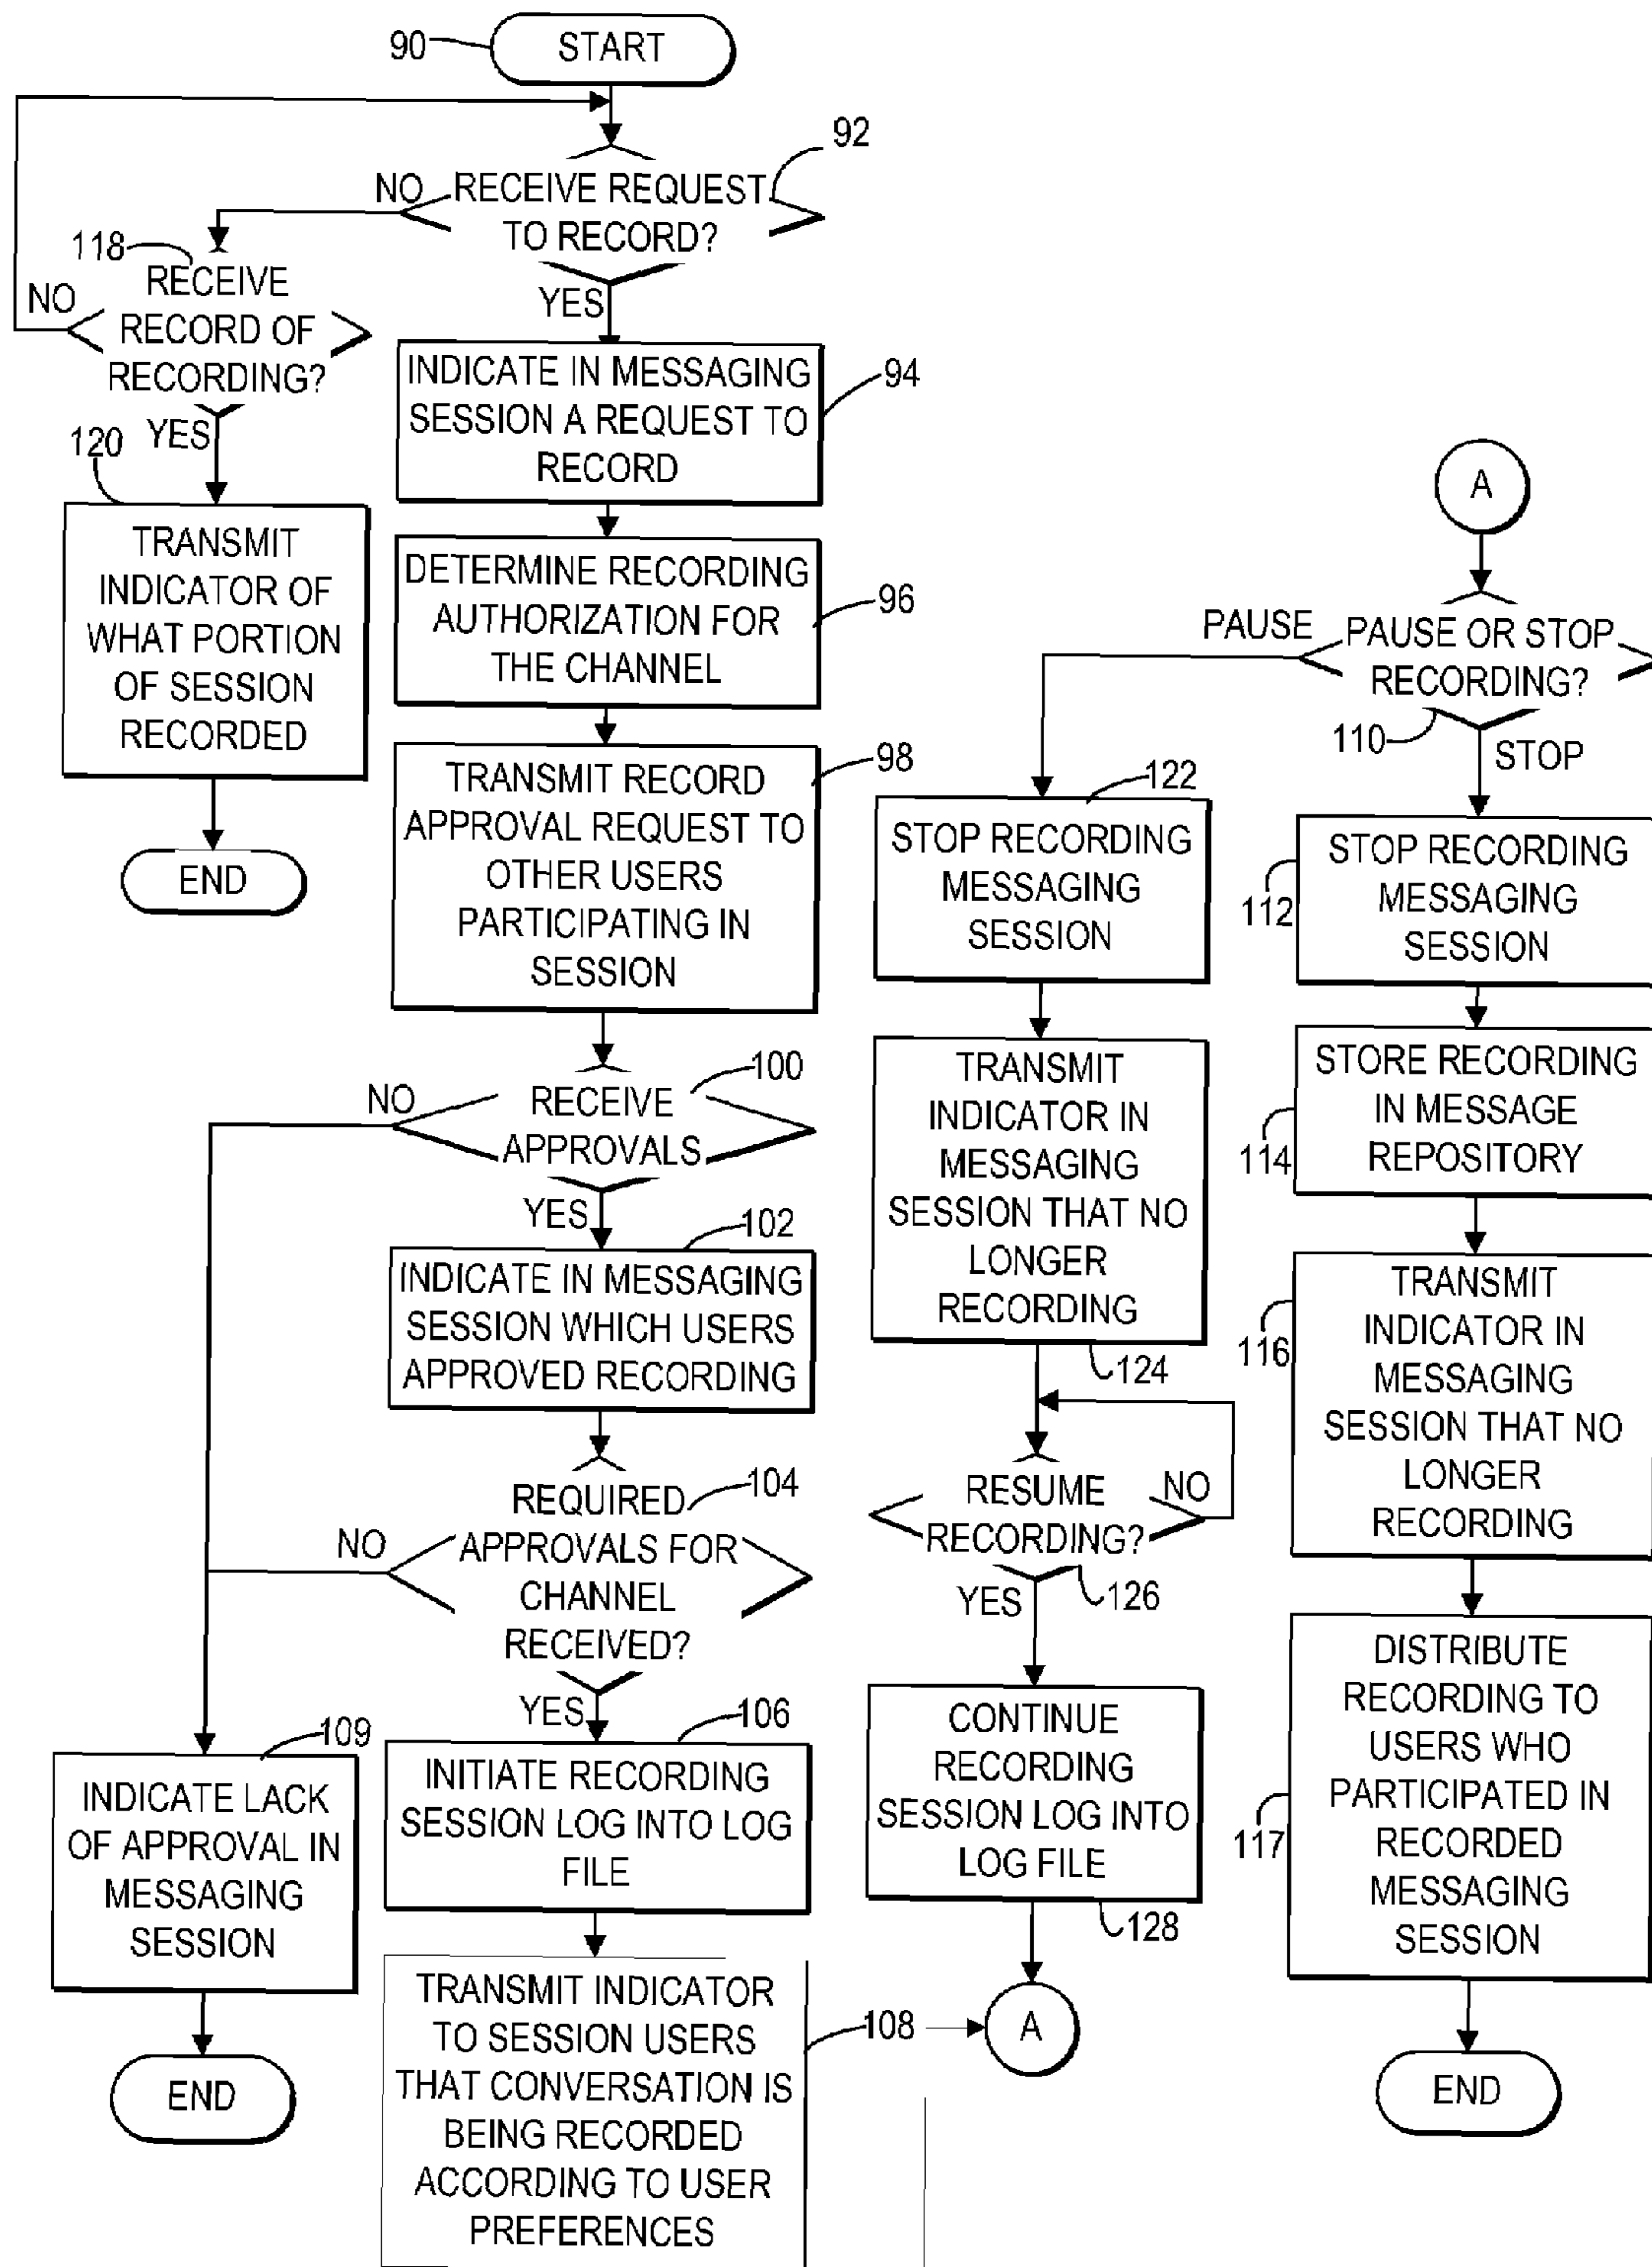 90
START
92
NO
RECEIVE REQUEST
TO RECORD?
YES
118
NO
RECEIVE
RECORD OF
RECORDING?
YES
120
TRANSMIT
INDICATOR OF
WHAT PORTION
OF SESSION
RECORDED
END
INDICATE IN MESSAGING
SESSION A REQUEST TO
RECORD
94
DETERMINE RECORDING
AUTHORIZATION FOR
THE CHANNEL
96
TRANSMIT RECORD
APPROVAL REQUEST TO
OTHER USERS
PARTICIPATING IN
SESSION
98
100
NO
RECEIVE
APPROVALS
YES
102
INDICATE IN MESSAGING
SESSION WHICH USERS
APPROVED RECORDING
104
NO
REQUIRED
APPROVALS FOR
CHANNEL
RECEIVED?
YES
106
INITIATE RECORDING
SESSION LOG INTO LOG
FILE
109
INDICATE LACK
OF APPROVAL IN
MESSAGING
SESSION
END
TRANSMIT INDICATOR
TO SESSION USERS
THAT CONVERSATION IS
BEING RECORDED
ACCORDING TO USER
PREFERENCES
108
A
A
PAUSE
PAUSE OR STOP
RECORDING?
110
STOP
122
STOP RECORDING
MESSAGING
SESSION
TRANSMIT
INDICATOR IN
MESSAGING
SESSION THAT NO
LONGER
RECORDING
124
RESUME
RECORDING?
NO
126
YES
CONTINUE
RECORDING
SESSION LOG INTO
LOG FILE
128
112
STOP RECORDING
MESSAGING
SESSION
114
STORE RECORDING
IN MESSAGE
REPOSITORY
116
TRANSMIT
INDICATOR IN
MESSAGING
SESSION THAT NO
LONGER
RECORDING
117
DISTRIBUTE
RECORDING TO
USERS WHO
PARTICIPATED IN
RECORDED
MESSAGING
SESSION
END